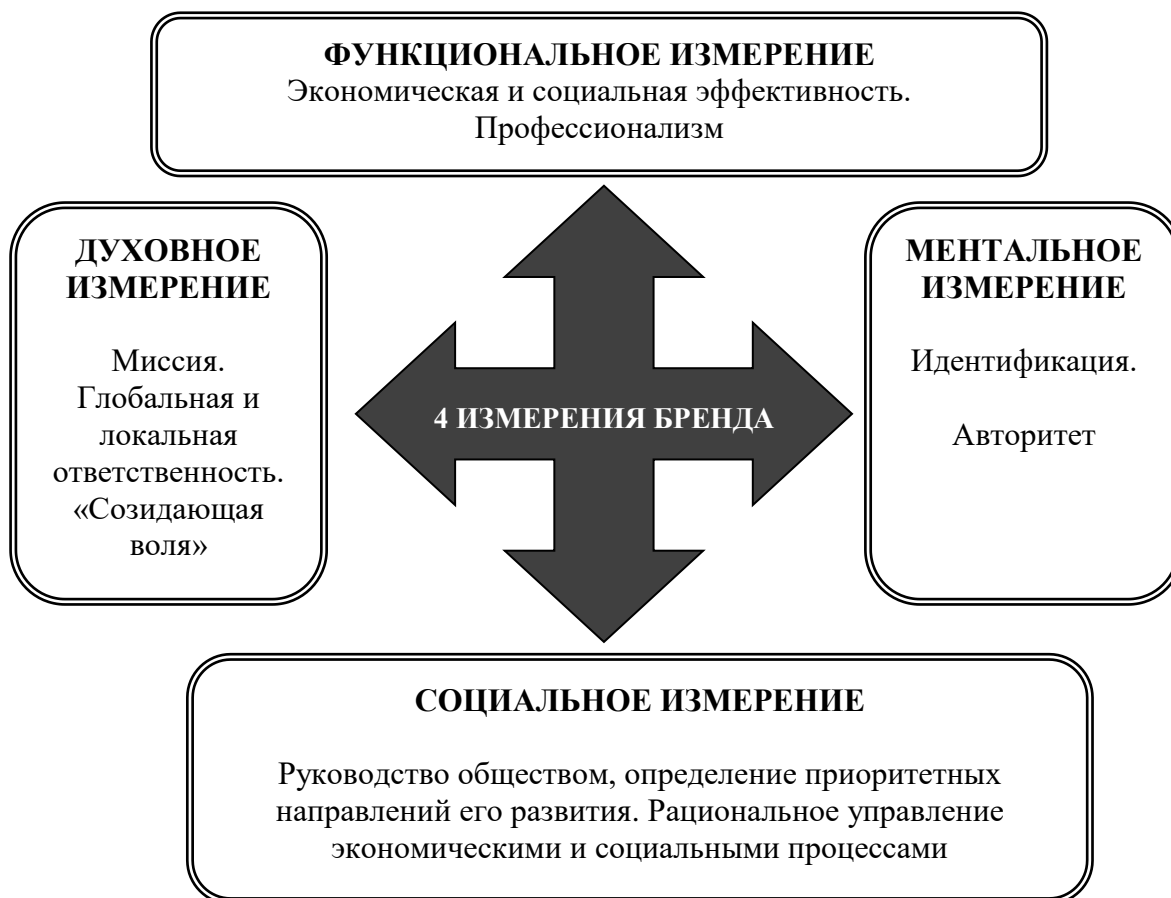 ФУНКЦИОНАЛЬНОЕ ИЗМЕРЕНИЕ
Экономическая и социальная эффективность.
Профессионализм
ДУХОВНОЕ
ИЗМЕРЕНИЕ
Миссия.
Глобальная и
локальная
ответственность.
«Созидающая
воля»
4 ИЗМЕРЕНИЯ БРЕНДА
МЕНТАЛЬНОЕ
ИЗМЕРЕНИЕ
Идентификация.
Авторитет
СОЦИАЛЬНОЕ ИЗМЕРЕНИЕ
Руководство обществом, определение приоритетных
направлений его развития. Рациональное управление
экономическими и социальными процессами